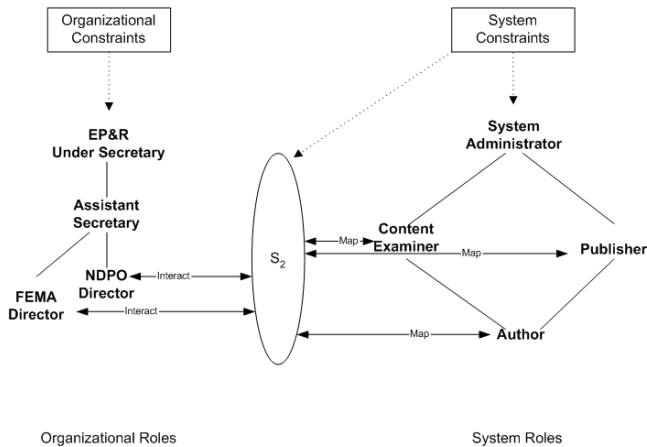 Organizational
Constraints
System
Constraints
EP&R
Under Secretary
System
Administrator
Assistant
Secretary
Content
Examiner
Map
Map
Publisher
S2
NDPO
Director
Interact
FEMA
Director
Interact
Map
Author
Organizational Roles
System Roles